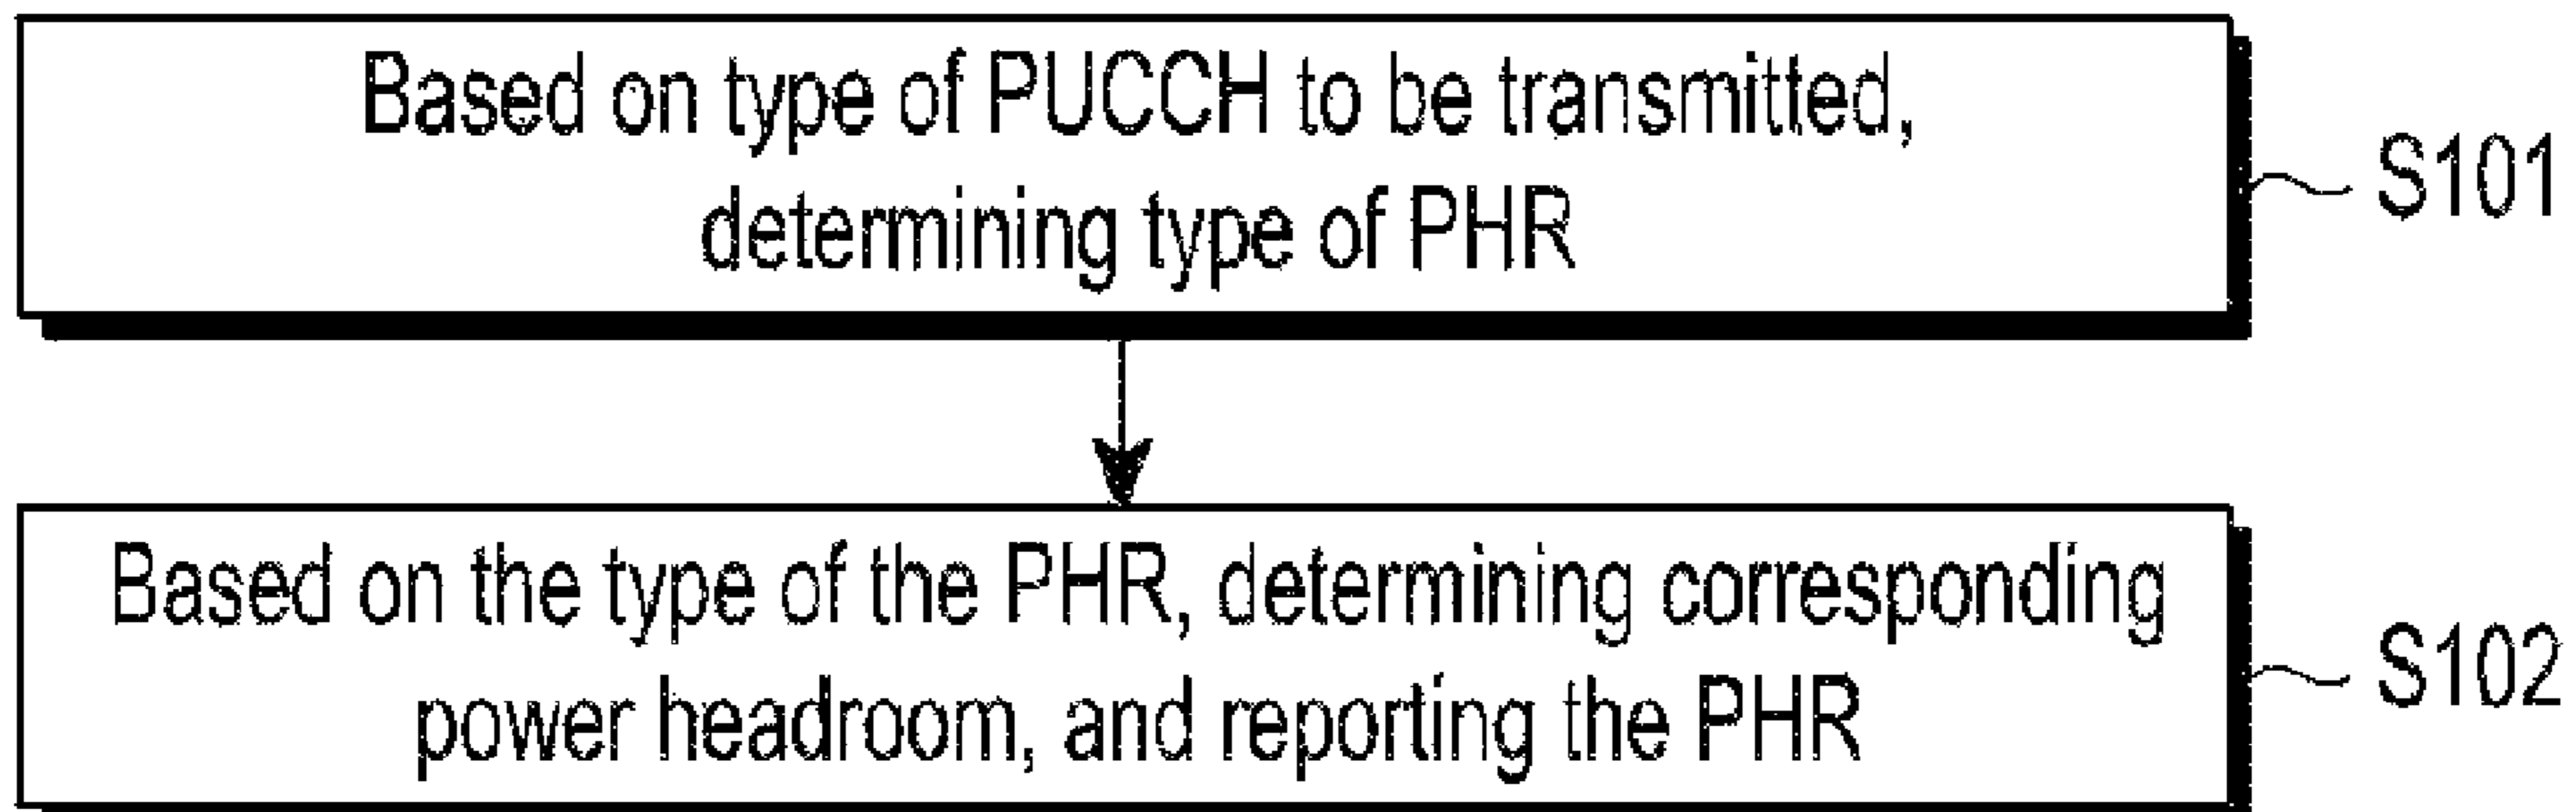 Based on type of PUCCH to be transmitted,
determining type of PHR
S101
Based on the type of the PHR, determining corresponding
power headroom, and reporting the PHR
S102